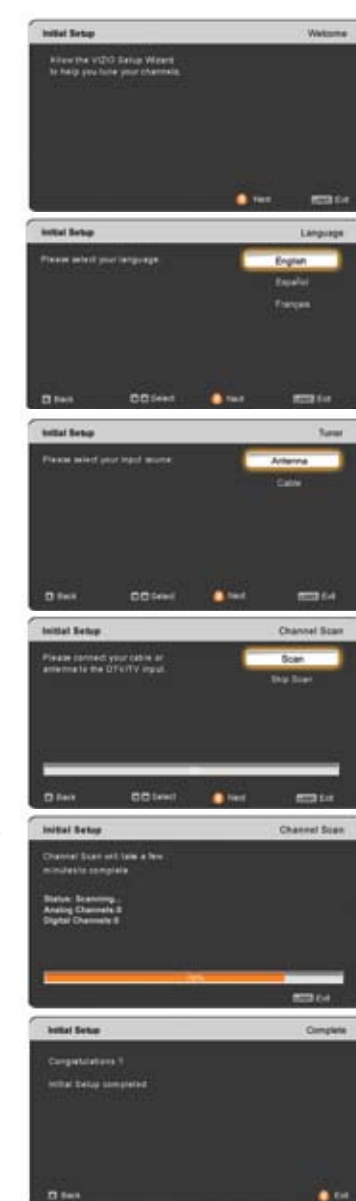 Initial Setup Welcome
Allow the VIZIO Setup Wizard
to help you tune your channels.
Next Exit
Initial Setup Language
Please select your language. English
Español
Français
Back Select Next Exit
Initial Setup Tuner
Please select your input source. Antenna
Cable
Back Select Next Exit
Initial Setup Channel Scan
Please connect your cable or Scan
antenna to the DTV/TV input. Skip Scan
Back Select Next Exit
Initial Setup Channel Scan
Channel Scan will take a few
minutes to complete
Status: Scanning...
Analog Channels:0
Digital Channels:0
Exit
Initial Setup Complete
Congratulations !
Initial Setup completed
Back Exit